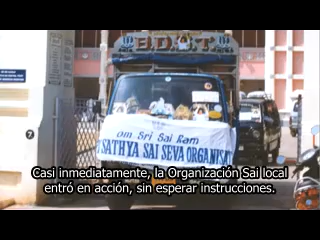 B.D.&.T
om Sri Sai Ram
SATHYA SAI SEVA ORGANISA
Casi inmediatamente, la Organización Sai local
entró en acción, sin esperar instrucciones.